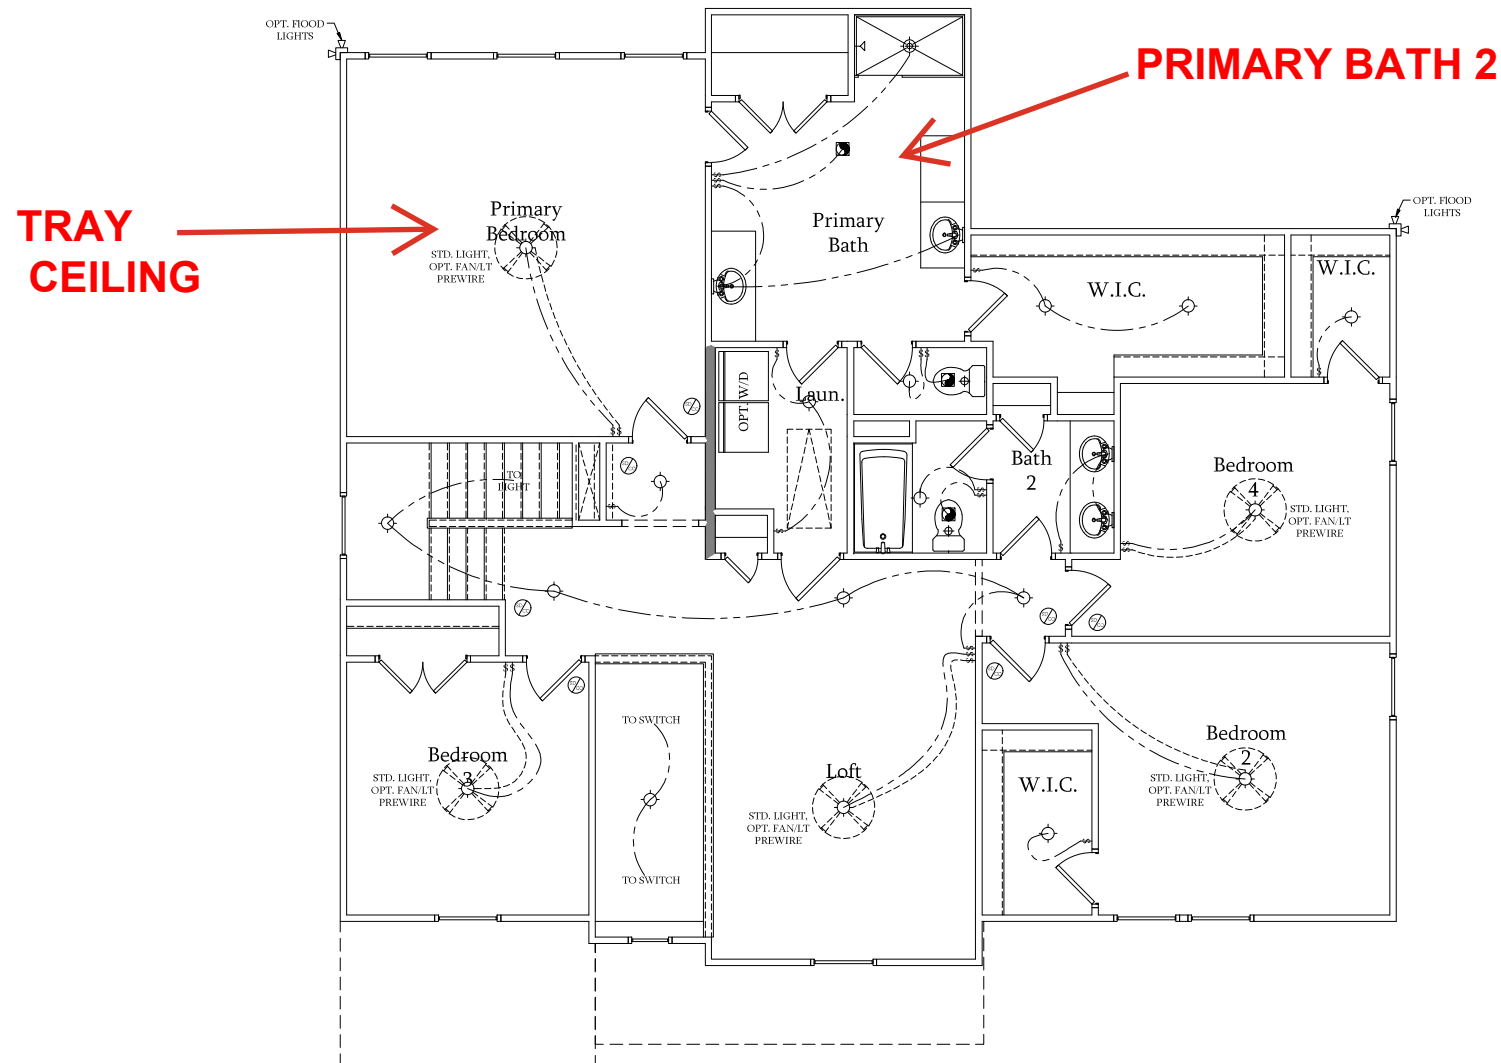 OPT. FlOOD
LIGHTS
PRIMARY BATH 2
TRAY
CEILING
Primary
Bedroom
STD. LIGHT,
OPT. FAN/LT
PREWIRE
Primary
Bath
OPT. FlOOD
LIGHTS
W.I.C.
W.I.C.
OPT. W/D
Laun.
TO
LIGHT
Bath
2
Bedroom
4
STD. LIGHT,
OPT. FAN/LT
PREWIRE
TO SWITCH
Bedroom
3
STD. LIGHT,
OPT. FAN/LT
PREWIRE
TO SWITCH
Loft
STD. LIGHT,
OPT. FAN/LT
PREWIRE
W.I.C.
Bedroom
2
STD. LIGHT,
OPT. FAN/LT
PREWIRE